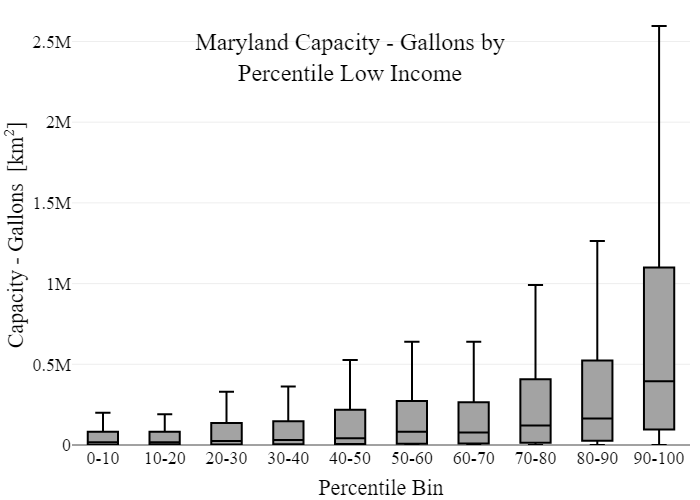 Maryland Capacity - Gallons by
Percentile Low Income
Capacity - Gallons [km²]
2.5M
2M
1.5M
1M
0.5M
0
0-10 10-20 20-30 30-40 40-50 50-60 60-70 70-80 80-90 90-100
Percentile Bin